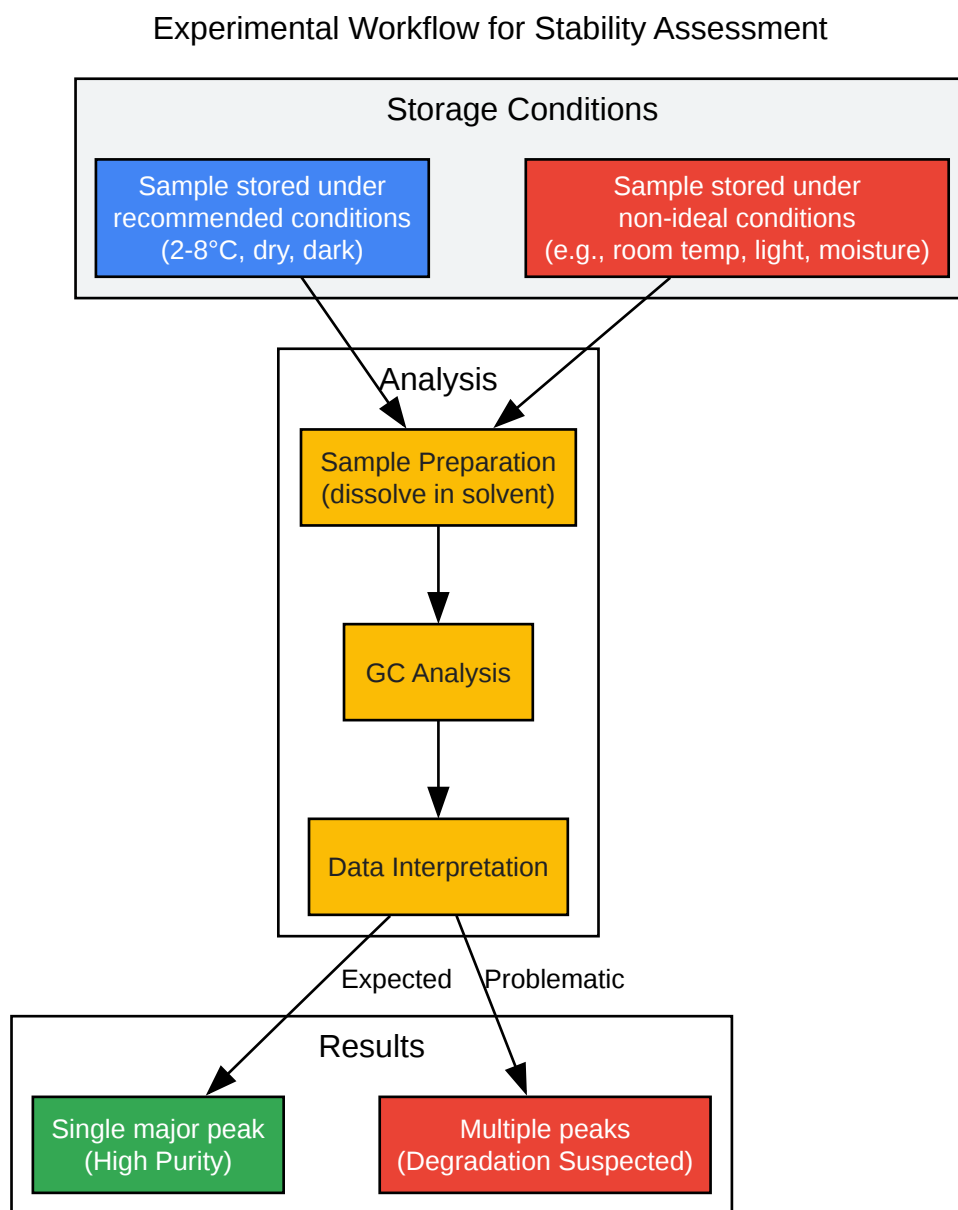 Experimental Workflow for Stability Assessment
Storage Conditions
Sample stored under
recommended conditions
(2-8°C, dry, dark)
Sample stored under
non-ideal conditions
(e.g., room temp, light, moisture)
Analysis
Sample Preparation
(dissolve in solvent)
GC Analysis
Data Interpretation
Expected
Problematic
Results
Single major peak
(High Purity)
Multiple peaks
(Degradation Suspected)